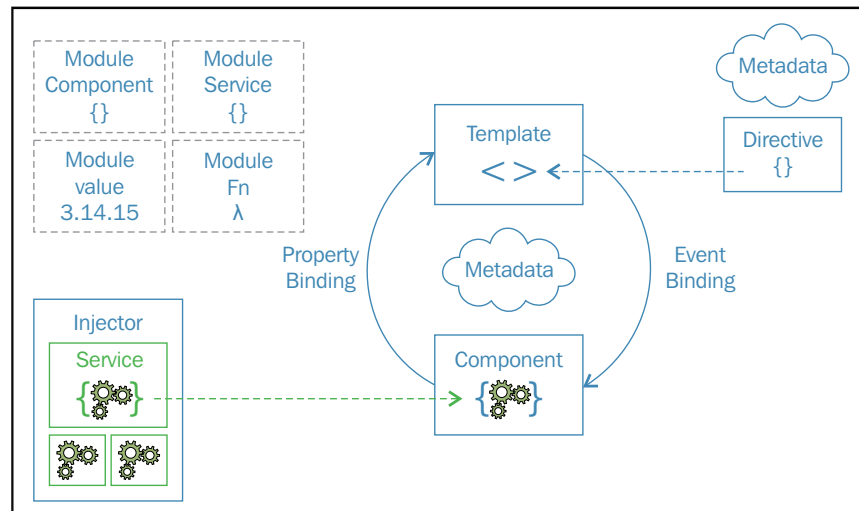 Module
Component
{}
Module
Service
{}
Module
value
3.14.15
Module
Fn
λ
Metadata
Directive
{}
Template
< >
Property
Binding
Metadata
Event
Binding
Injector
Service
{ }
Component
{ }